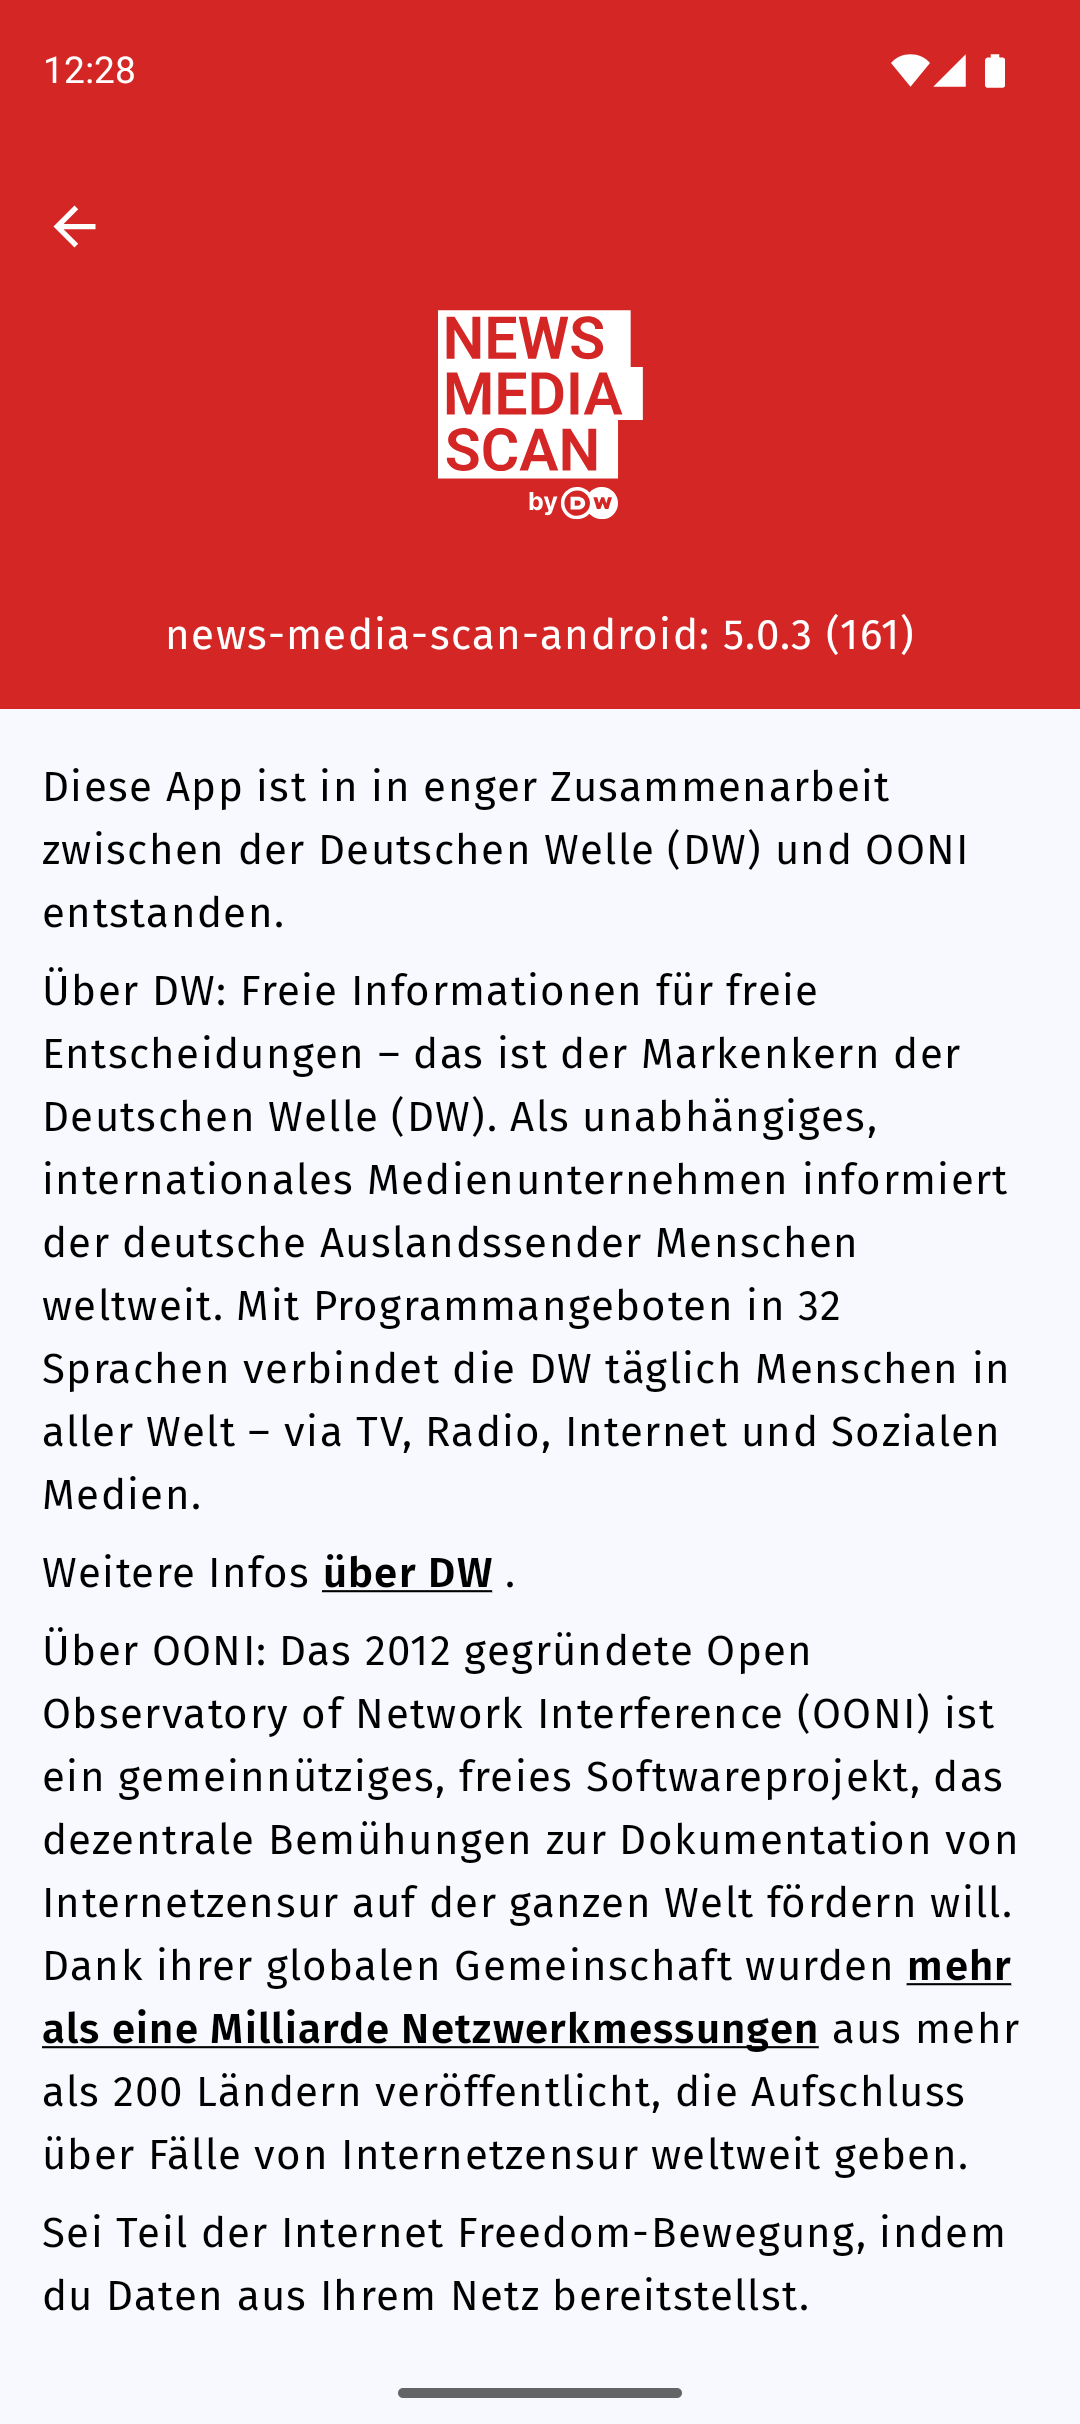 12:28
NEWS
MEDIA
SCAN
by DW
news-media-scan-android: 5.0.3 (161)
Diese App ist in in enger Zusammenarbeit
zwischen der Deutschen Welle (DW) und OONI
entstanden.
Über DW: Freie Informationen für freie
Entscheidungen – das ist der Markenkern der
Deutschen Welle (DW). Als unabhängiges,
internationales Medienunternehmen informiert
der deutsche Auslandssender Menschen
weltweit. Mit Programmangeboten in 32
Sprachen verbindet die DW täglich Menschen in
aller Welt – via TV, Radio, Internet und Sozialen
Medien.
Weitere Infos über DW .
Über OONI: Das 2012 gegründete Open
Observatory of Network Interference (OONI) ist
ein gemeinnütziges, freies Softwareprojekt, das
dezentrale Bemühungen zur Dokumentation von
Internetzensur auf der ganzen Welt fördern will.
Dank ihrer globalen Gemeinschaft wurden mehr
als eine Milliarde Netzwerkmessungen aus mehr
als 200 Ländern veröffentlicht, die Aufschluss
über Fälle von Internetzensur weltweit geben.
Sei Teil der Internet Freedom-Bewegung, indem
du Daten aus Ihrem Netz bereitstellst.